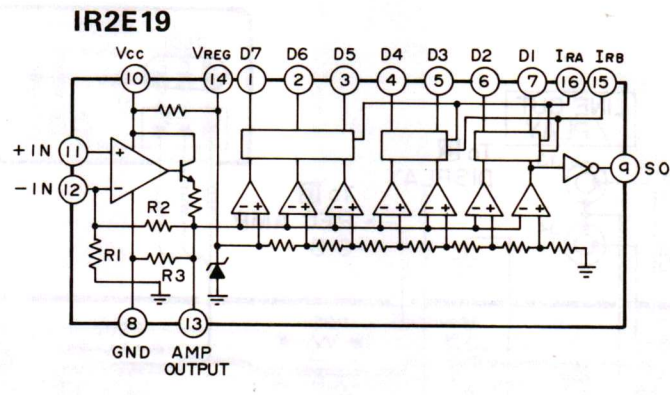 IR2E19
Vcc VREG D7 D6 D5 D4 D3 D2 D1 IRA IRB
10 14 1 2 3 4 5 6 7 16 15
+IN 11 + 9 SO
-IN 12 -
- + - + - + - + - + - + - +
R2
R1 R3
8 13
GND AMP
OUTPUT